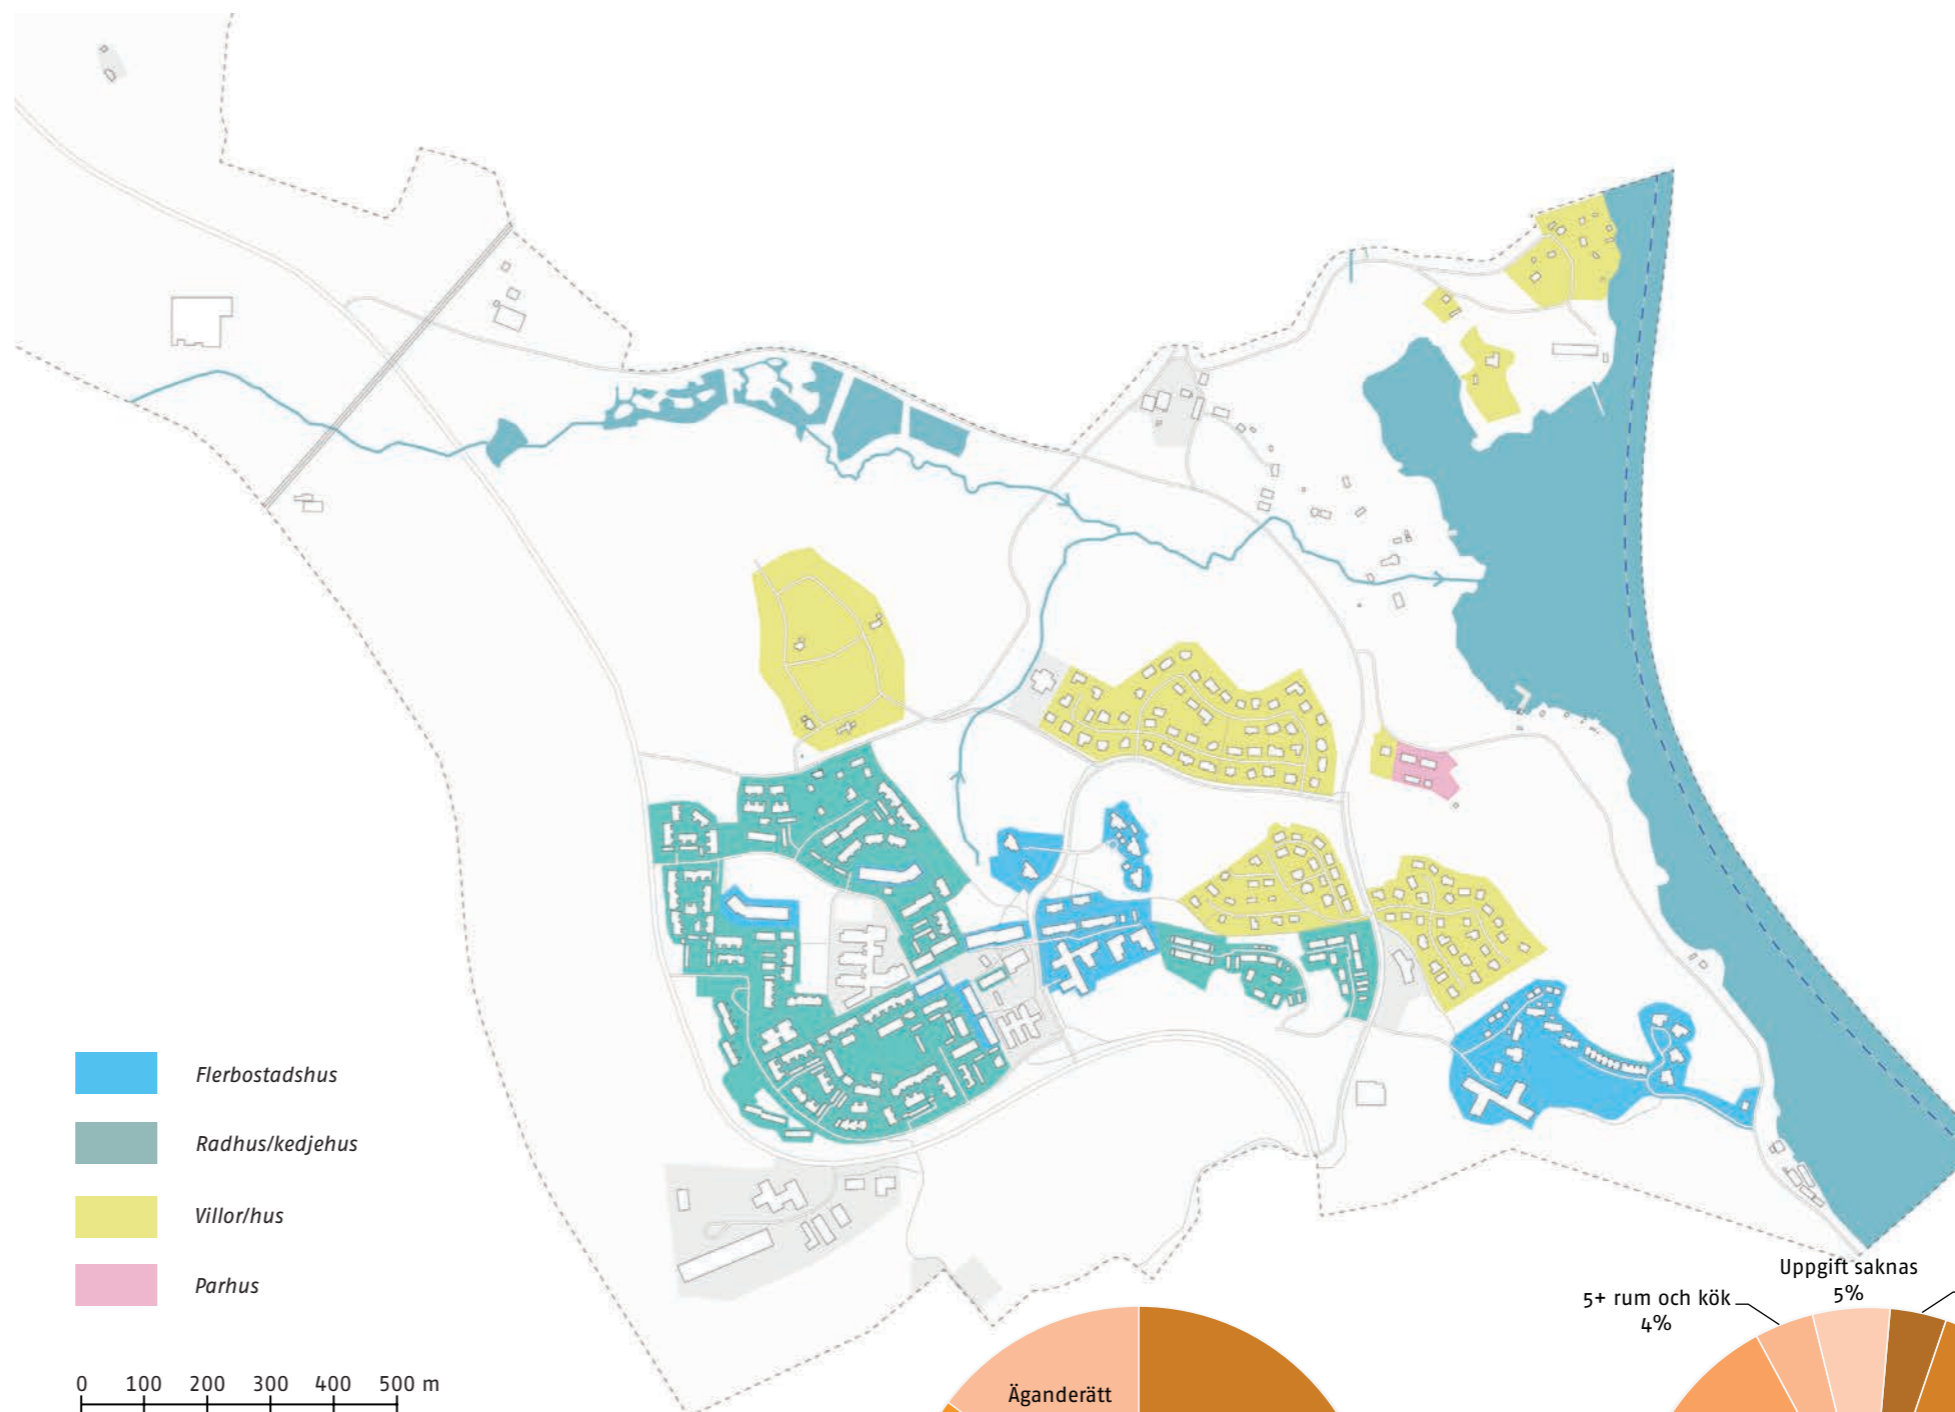 Flerbostadshus
Radhus/kedjehus
Villor/hus
Parhus
0 100 200 300 400 500 m
Äganderätt
Uppgift saknas
5%
5+ rum och kök
4%